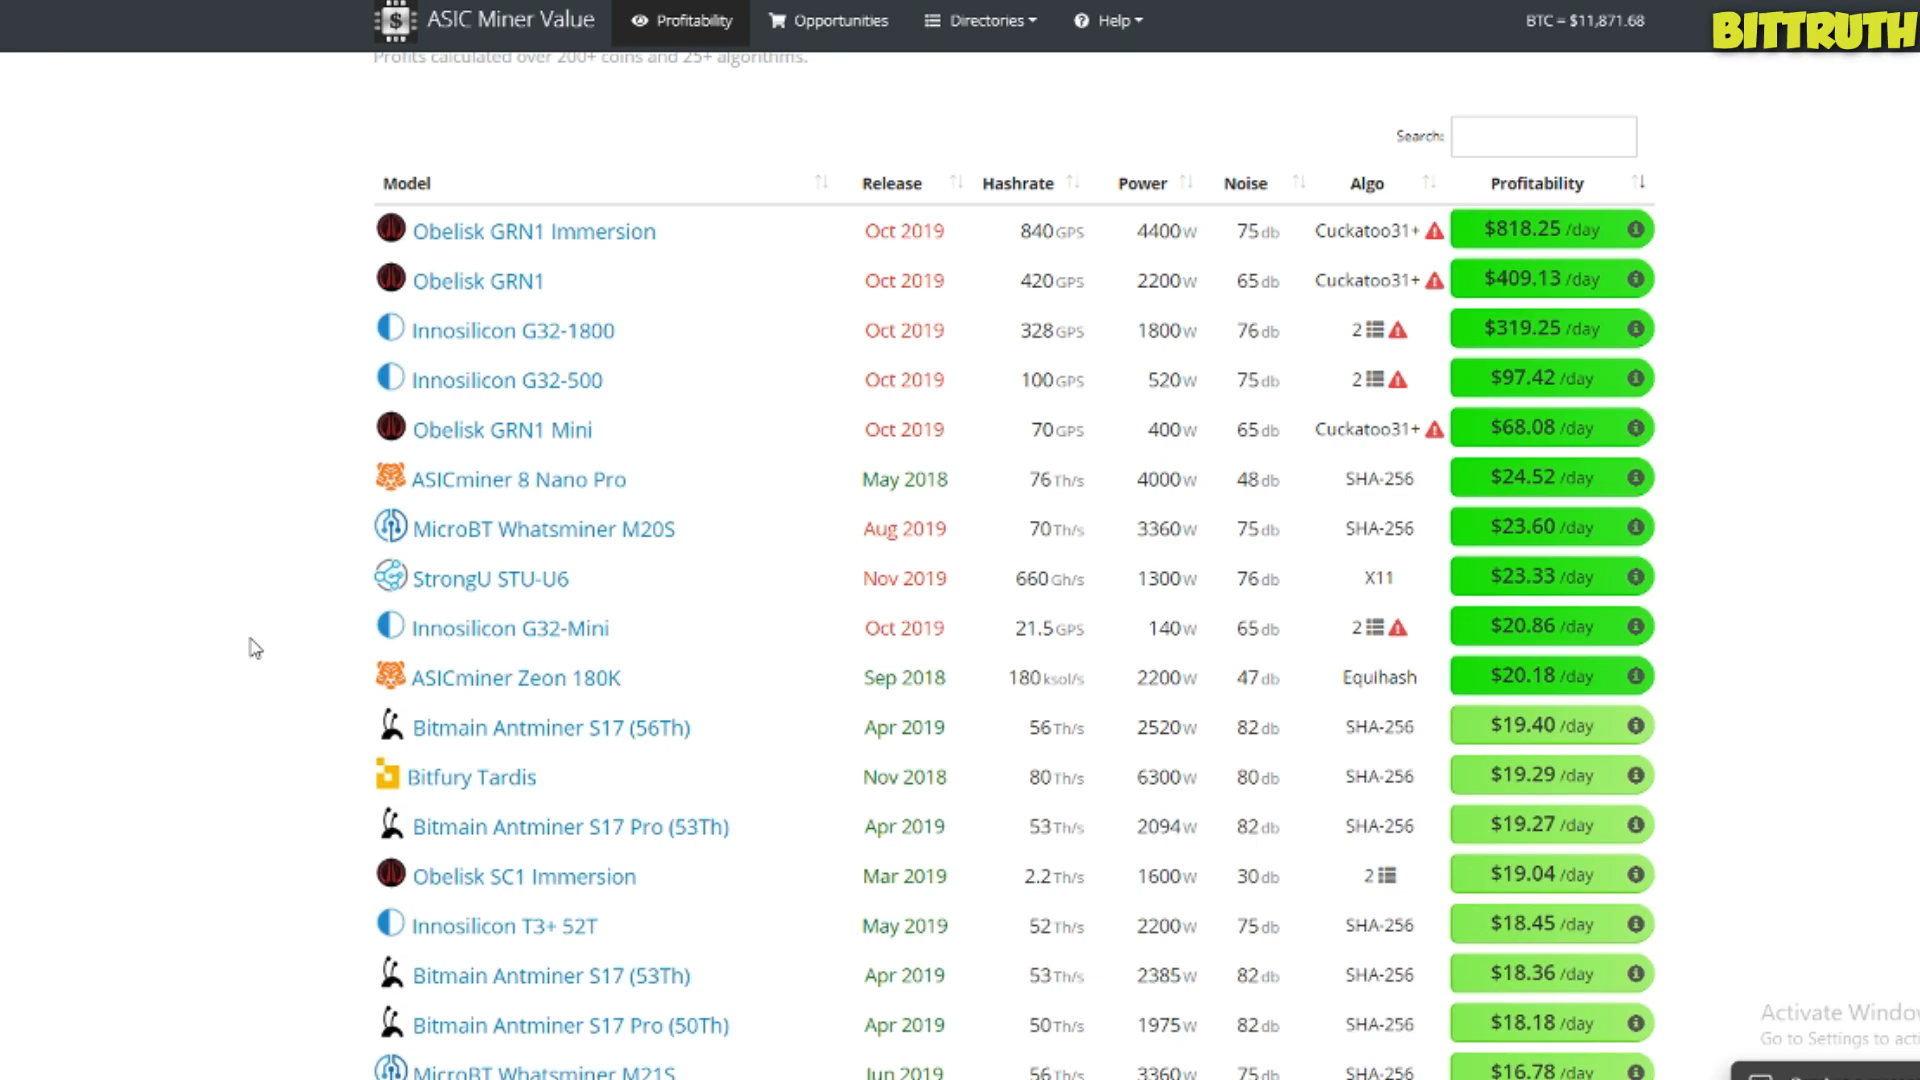 ASIC Miner Value Profitability Opportunities Directories Help BTC = $11,871.68 BITTRUTH
Profits calculated over 200+ coins and 25+ algorithms.
Search:
Model Release Hashrate Power Noise Algo Profitability
Obelisk GRN1 Immersion Oct 2019 840 GPS 4400 W 75 db Cuckatoo31+ $818.25 /day
Obelisk GRN1 Oct 2019 420 GPS 2200 W 65 db Cuckatoo31+ $409.13 /day
Innosilicon G32-1800 Oct 2019 328 GPS 1800 W 76 db 2 $319.25 /day
Innosilicon G32-500 Oct 2019 100 GPS 520 W 75 db 2 $97.42 /day
Obelisk GRN1 Mini Oct 2019 70 GPS 400 W 65 db Cuckatoo31+ $68.08 /day
ASICminer 8 Nano Pro May 2018 76 Th/s 4000 W 48 db SHA-256 $24.52 /day
MicroBT Whatsminer M20S Aug 2019 70 Th/s 3360 W 75 db SHA-256 $23.60 /day
StrongU STU-U6 Nov 2019 660 Gh/s 1300 W 76 db X11 $23.33 /day
Innosilicon G32-Mini Oct 2019 21.5 GPS 140 W 65 db 2 $20.86 /day
ASICminer Zeon 180K Sep 2018 180 ksol/s 2200 W 47 db Equihash $20.18 /day
Bitmain Antminer S17 (56Th) Apr 2019 56 Th/s 2520 W 82 db SHA-256 $19.40 /day
Bitfury Tardis Nov 2018 80 Th/s 6300 W 80 db SHA-256 $19.29 /day
Bitmain Antminer S17 Pro (53Th) Apr 2019 53 Th/s 2094 W 82 db SHA-256 $19.27 /day
Obelisk SC1 Immersion Mar 2019 2.2 Th/s 1600 W 30 db 2 $19.04 /day
Innosilicon T3+ 52T May 2019 52 Th/s 2200 W 75 db SHA-256 $18.45 /day
Bitmain Antminer S17 (53Th) Apr 2019 53 Th/s 2385 W 82 db SHA-256 $18.36 /day
Activate Window
Bitmain Antminer S17 Pro (50Th) Apr 2019 50 Th/s 1975 W 82 db SHA-256 $18.18 /day
Go to Settings to acti
MicroBT Whatsminer M21S Jun 2019 56 Th/s 3360 W 75 db SHA-256 $16.78 /day